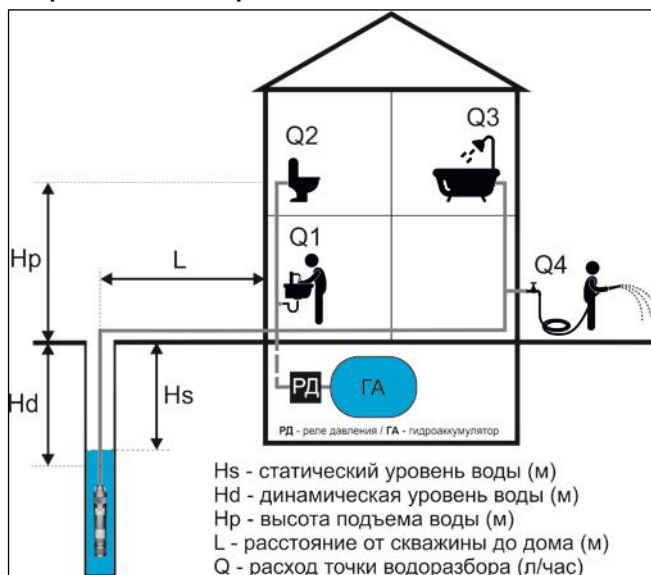 Q2
Q3
Hp
L
Q1
Q4
Hd
Hs
РД
ГА
РД - реле давления / ГА - гидроаккумулятор
Hs - статический уровень воды (м)
Hd - динамическая уровень воды (м)
Hp - высота подъема воды (м)
L - расстояние от скважины до дома (м)
Q - расход точки водоразбора (л/час)